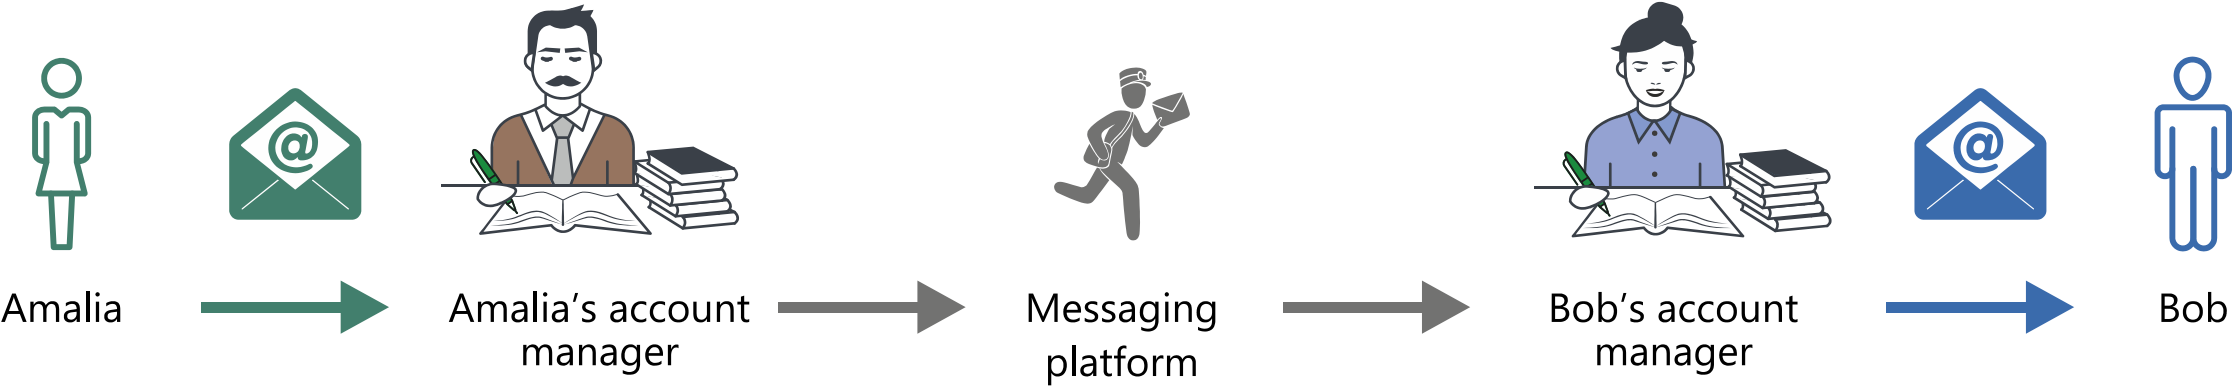 @
@
Amalia
Amalia's account
manager
Messaging
platform
Bob's account
manager
Bob